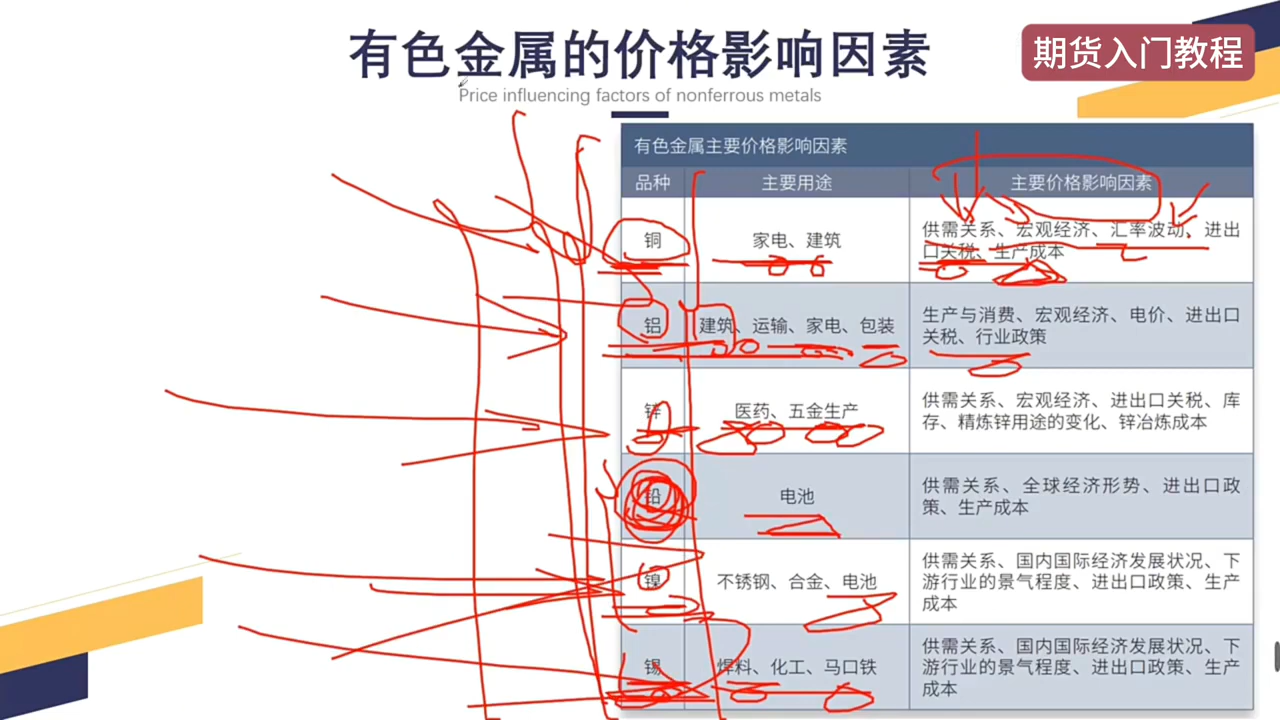 有色金属的价格影响因素
期货入门教程
Price influencing factors of nonferrous metals
有色金属主要价格影响因素
品种 主要用途 主要价格影响因素
铜 家电、建筑 供需关系、宏观经济、汇率波动、进出
口关税、生产成本
铝 建筑、运输、家电、包装 生产与消费、宏观经济、电价、进出口
关税、行业政策
锌 医药、五金生产 供需关系、宏观经济、进出口关税、库
存、精炼锌用途的变化、锌冶炼成本
铅 电池 供需关系、全球经济形势、进出口政
策、生产成本
镍 不锈钢、合金、电池 供需关系、国内国际经济发展状况、下
游行业的景气程度、进出口政策、生产
成本
锡 焊料、化工、马口铁 供需关系、国内国际经济发展状况、下
游行业的景气程度、进出口政策、生产
成本